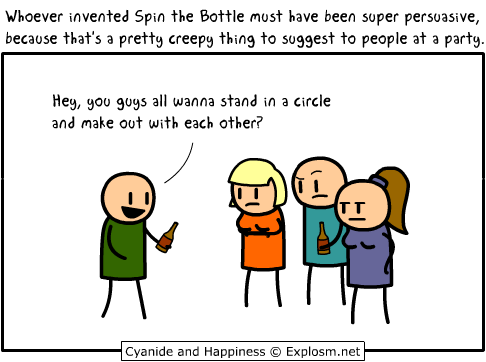 Whoever invented Spin the Bottle must have been super persuasive,
because that's a pretty creepy thing to suggest to people at a party.
Hey, you guys all wanna stand in a circle
and make out with each other?
Cyanide and Happiness © Explosm.net